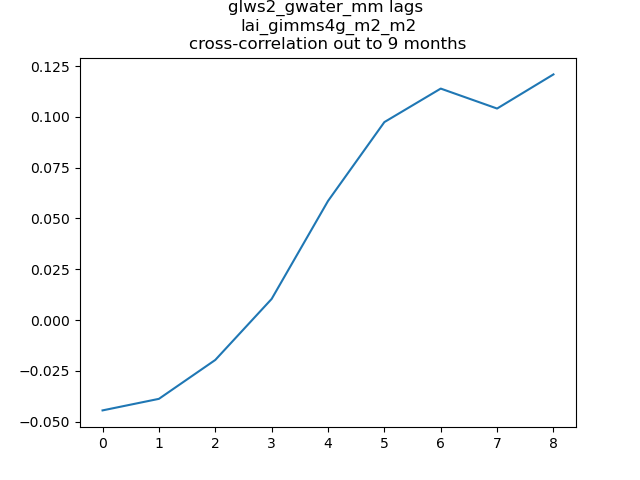 glws2_gwater_mm lags
lai_gimms4g_m2_m2
cross-correlation out to 9 months
0.125
0.100
0.075
0.050
0.025
0.000
−0.025
−0.050
0 1 2 3 4 5 6 7 8